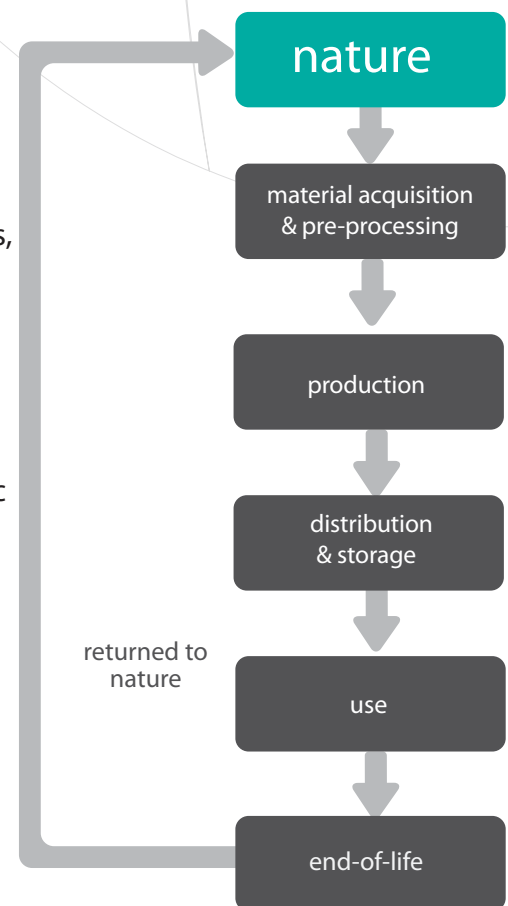 nature
material acquisition
& pre-processing
s,
production
c
distribution
& storage
returned to
nature
use
end-of-life